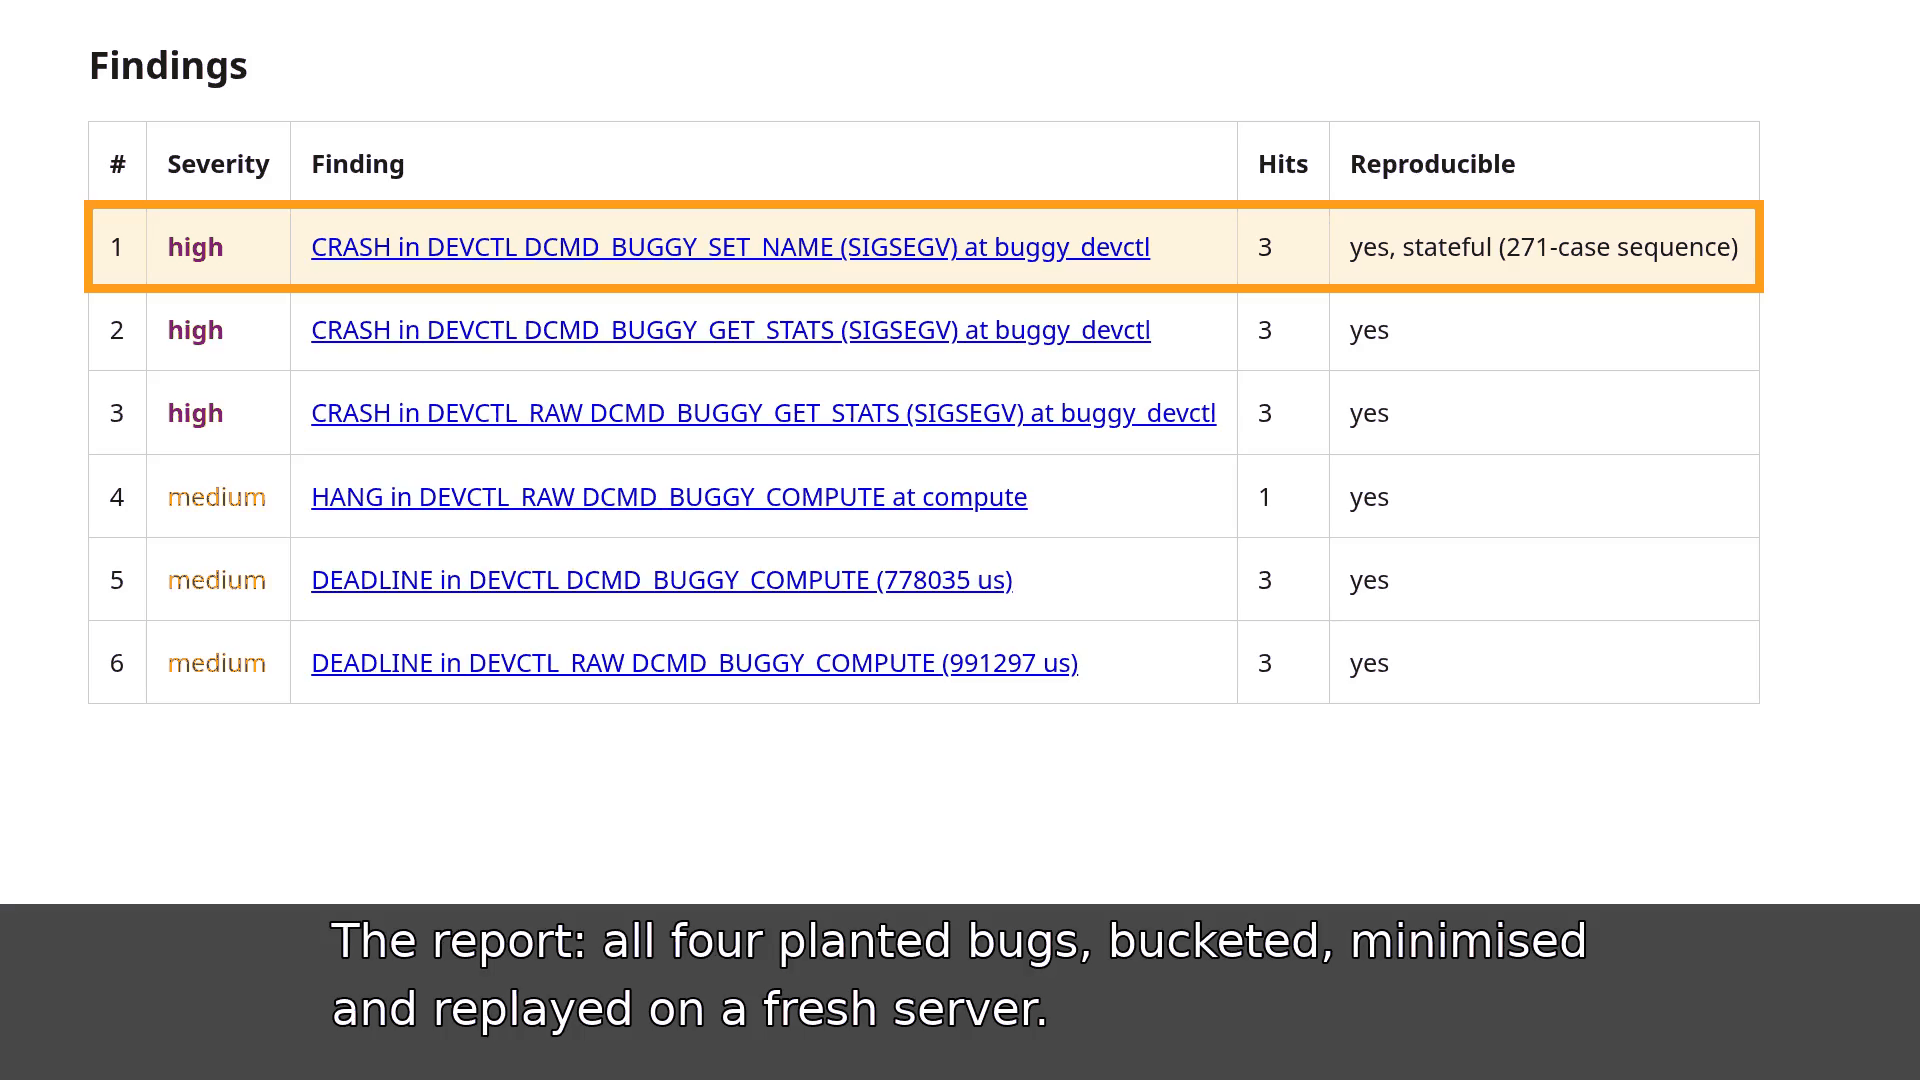 Findings
# Severity Finding Hits Reproducible
1 high CRASH in DEVCTL DCMD_BUGGY_SET_NAME (SIGSEGV) at buggy_devctl 3 yes, stateful (271-case sequence)
2 high CRASH in DEVCTL DCMD_BUGGY_GET_STATS (SIGSEGV) at buggy_devctl 3 yes
3 high CRASH in DEVCTL_RAW DCMD_BUGGY_GET_STATS (SIGSEGV) at buggy_devctl 3 yes
4 medium HANG in DEVCTL_RAW DCMD_BUGGY_COMPUTE at compute 1 yes
5 medium DEADLINE in DEVCTL DCMD_BUGGY_COMPUTE (778035 us) 3 yes
6 medium DEADLINE in DEVCTL_RAW DCMD_BUGGY_COMPUTE (991297 us) 3 yes
The report: all four planted bugs, bucketed, minimised
and replayed on a fresh server.